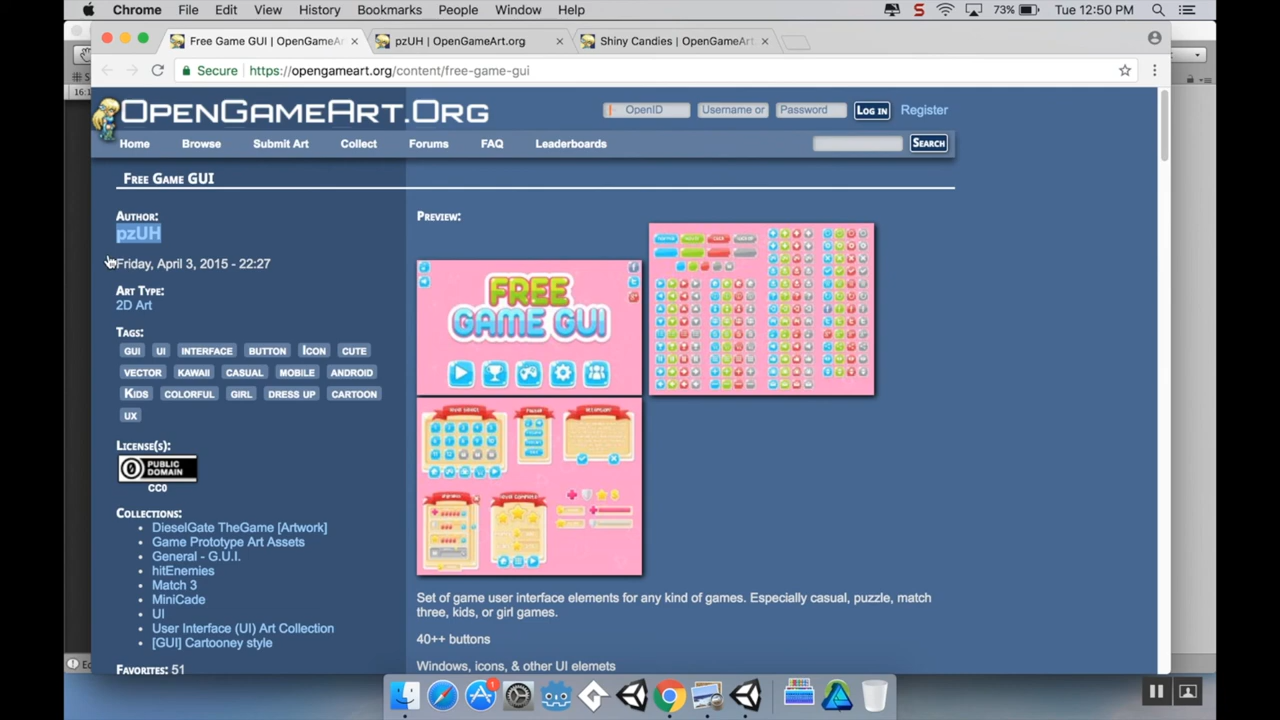 Chrome File Edit View History Bookmarks People Window Help 73% Tue 12:50 PM
Free Game GUI | OpenGameAr pzUH | OpenGameArt.org Shiny Candies | OpenGameArt.
Secure https://opengameart.org/content/free-game-gui
16:1
OpenGameArt.Org
OpenID Username or Password Log in Register
Home Browse Submit Art Collect Forums FAQ Leaderboards Search
Free Game GUI
Author:
pzUH
Friday, April 3, 2015 - 22:27
Art Type:
2D Art
Tags:
GUI UI INTERFACE BUTTON Icon CUTE
VECTOR KAWAII CASUAL MOBILE ANDROID
Kids COLORFUL GIRL DRESS UP CARTOON
UX
License(s):
PUBLIC
DOMAIN
CC0
Collections:
DieselGate TheGame [Artwork]
Game Prototype Art Assets
General - G.U.I.
hitEnemies
Match 3
MiniCade
UI
User Interface (UI) Art Collection
[GUI] Cartooney style
Favorites: 51
Preview:
FREE
GAME GUI
Set of game user interface elements for any kind of games. Especially casual, puzzle, match
three, kids, or girl games.
40++ buttons
Windows, icons, & other UI elemets